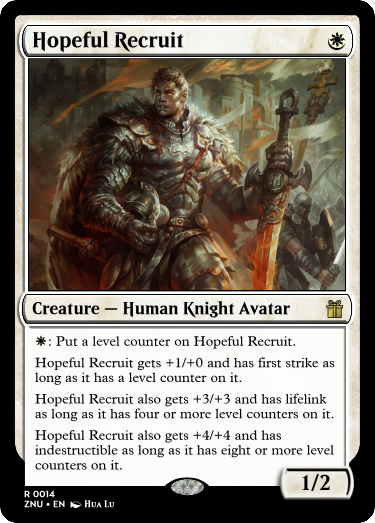 Hopeful Recruit
Creature — Human Knight Avatar
: Put a level counter on Hopeful Recruit.
Hopeful Recruit gets +1/+0 and has first strike as
long as it has a level counter on it.
Hopeful Recruit also gets +3/+3 and has lifelink
as long as it has four or more level counters on it.
Hopeful Recruit also gets +4/+4 and has
indestructible as long as it has eight or more level
counters on it.
1/2
R 0014
ZNU • EN Hua Lu